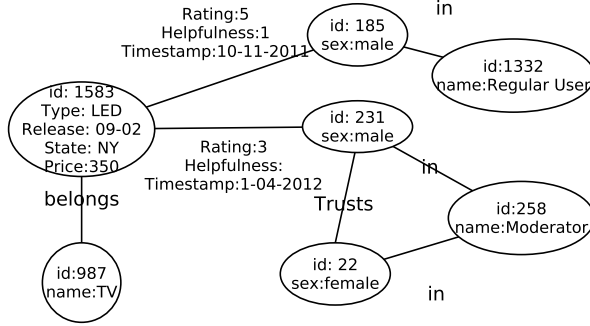 in
Rating:5
Helpfulness:1
Timestamp:10-11-2011
id: 185
sex:male
id:1332
name:Regular User
id: 1583
Type: LED
Release: 09-02
State: NY
Price:350
id: 231
sex:male
Rating:3
Helpfulness:
Timestamp:1-04-2012
in
belongs
Trusts
id:258
name:Moderator
id:987
name:TV
id: 22
sex:female
in